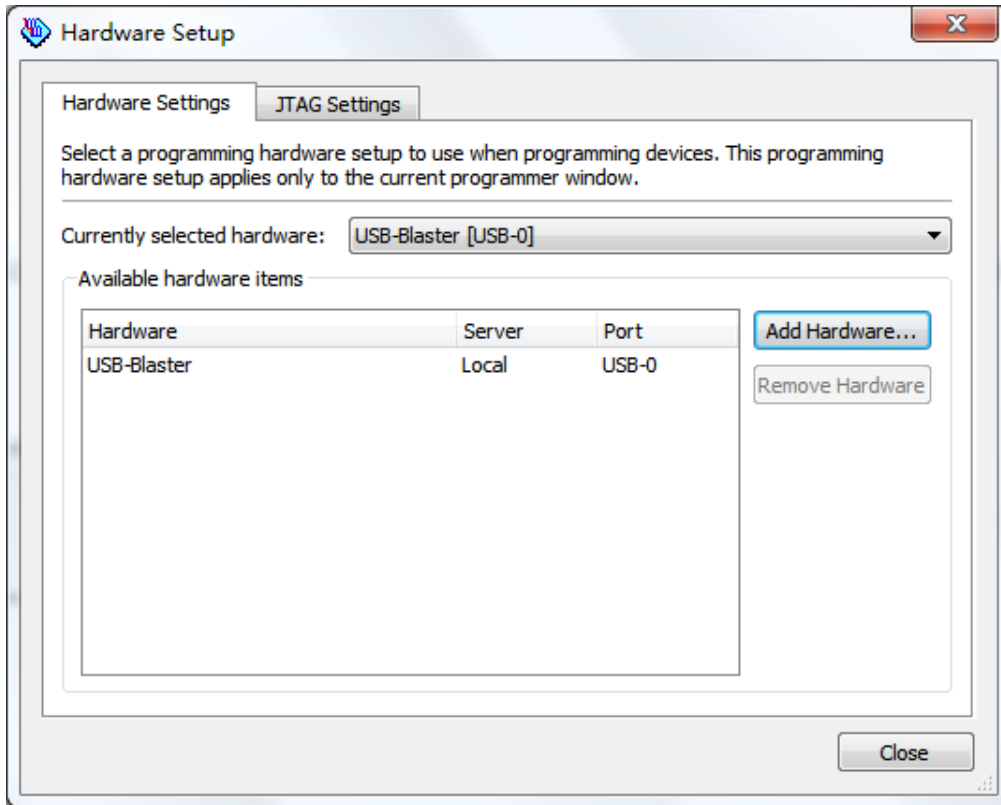 Hardware Setup
Hardware Settings JTAG Settings
Select a programming hardware setup to use when programming devices. This programming
hardware setup applies only to the current programmer window.
Currently selected hardware: USB-Blaster [USB-0]
Available hardware items
Hardware Server Port
USB-Blaster Local USB-0
Add Hardware...
Remove Hardware
Close